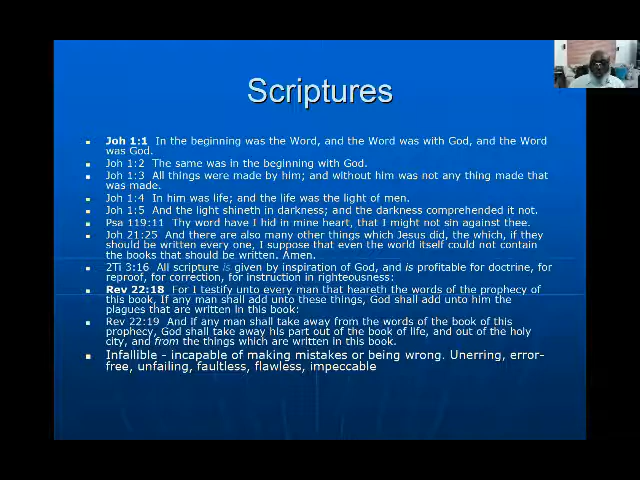 Scriptures
Joh 1:1 In the beginning was the Word, and the Word was with God, and the Word
was God.
Joh 1:2 The same was in the beginning with God.
Joh 1:3 All things were made by him; and without him was not any thing made that
was made.
Joh 1:4 In him was life; and the life was the light of men.
Joh 1:5 And the light shineth in darkness; and the darkness comprehended it not.
Psa 119:11 Thy word have I hid in mine heart, that I might not sin against thee.
Joh 21:25 And there are also many other things which Jesus did, the which, if they
should be written every one, I suppose that even the world itself could not contain
the books that should be written. Amen.
2Ti 3:16 All scripture is given by inspiration of God, and is profitable for doctrine, for
reproof, for correction, for instruction in righteousness:
Rev 22:18 For I testify unto every man that heareth the words of the prophecy of
this book, If any man shall add unto these things, God shall add unto him the
plagues that are written in this book:
Rev 22:19 And if any man shall take away from the words of the book of this
prophecy, God shall take away his part out of the book of life, and out of the holy
city, and from the things which are written in this book.
Infallible - incapable of making mistakes or being wrong. Unerring, error-
free, unfailing, faultless, flawless, impeccable